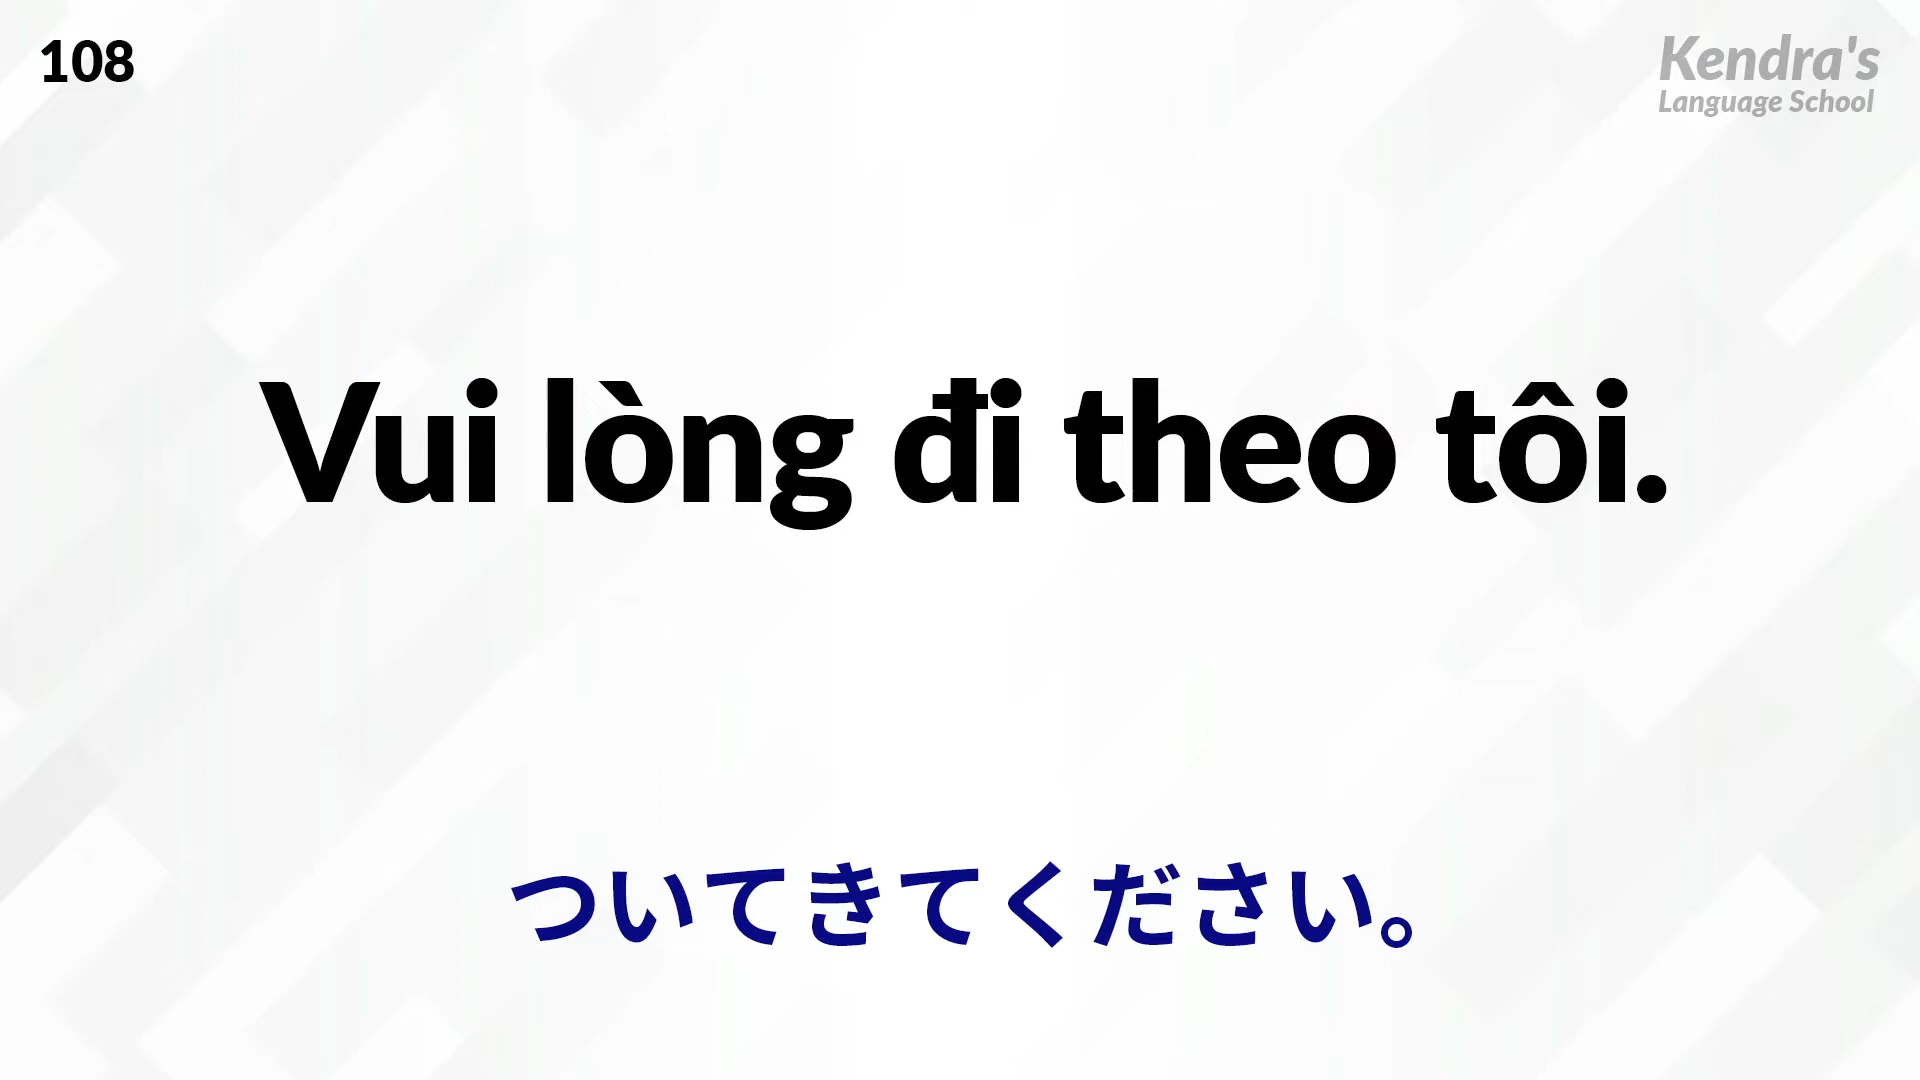 108
Kendra's
Language School
Vui lòng đi theo tôi.
ついてきてください。